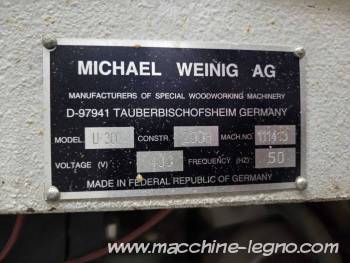 MICHAEL WEINIG AG
MANUFACTURERS OF SPECIAL WOODWORKING MACHINERY
D-97941 TAUBERBISCHOFSHEIM GERMANY
MODEL CONSTR. MACH.NO.
VOLTAGE (V) 400 FREQUENCY (HZ) 50
MADE IN FEDERAL REPUBLIC OF GERMANY
www.macchine-legno.com